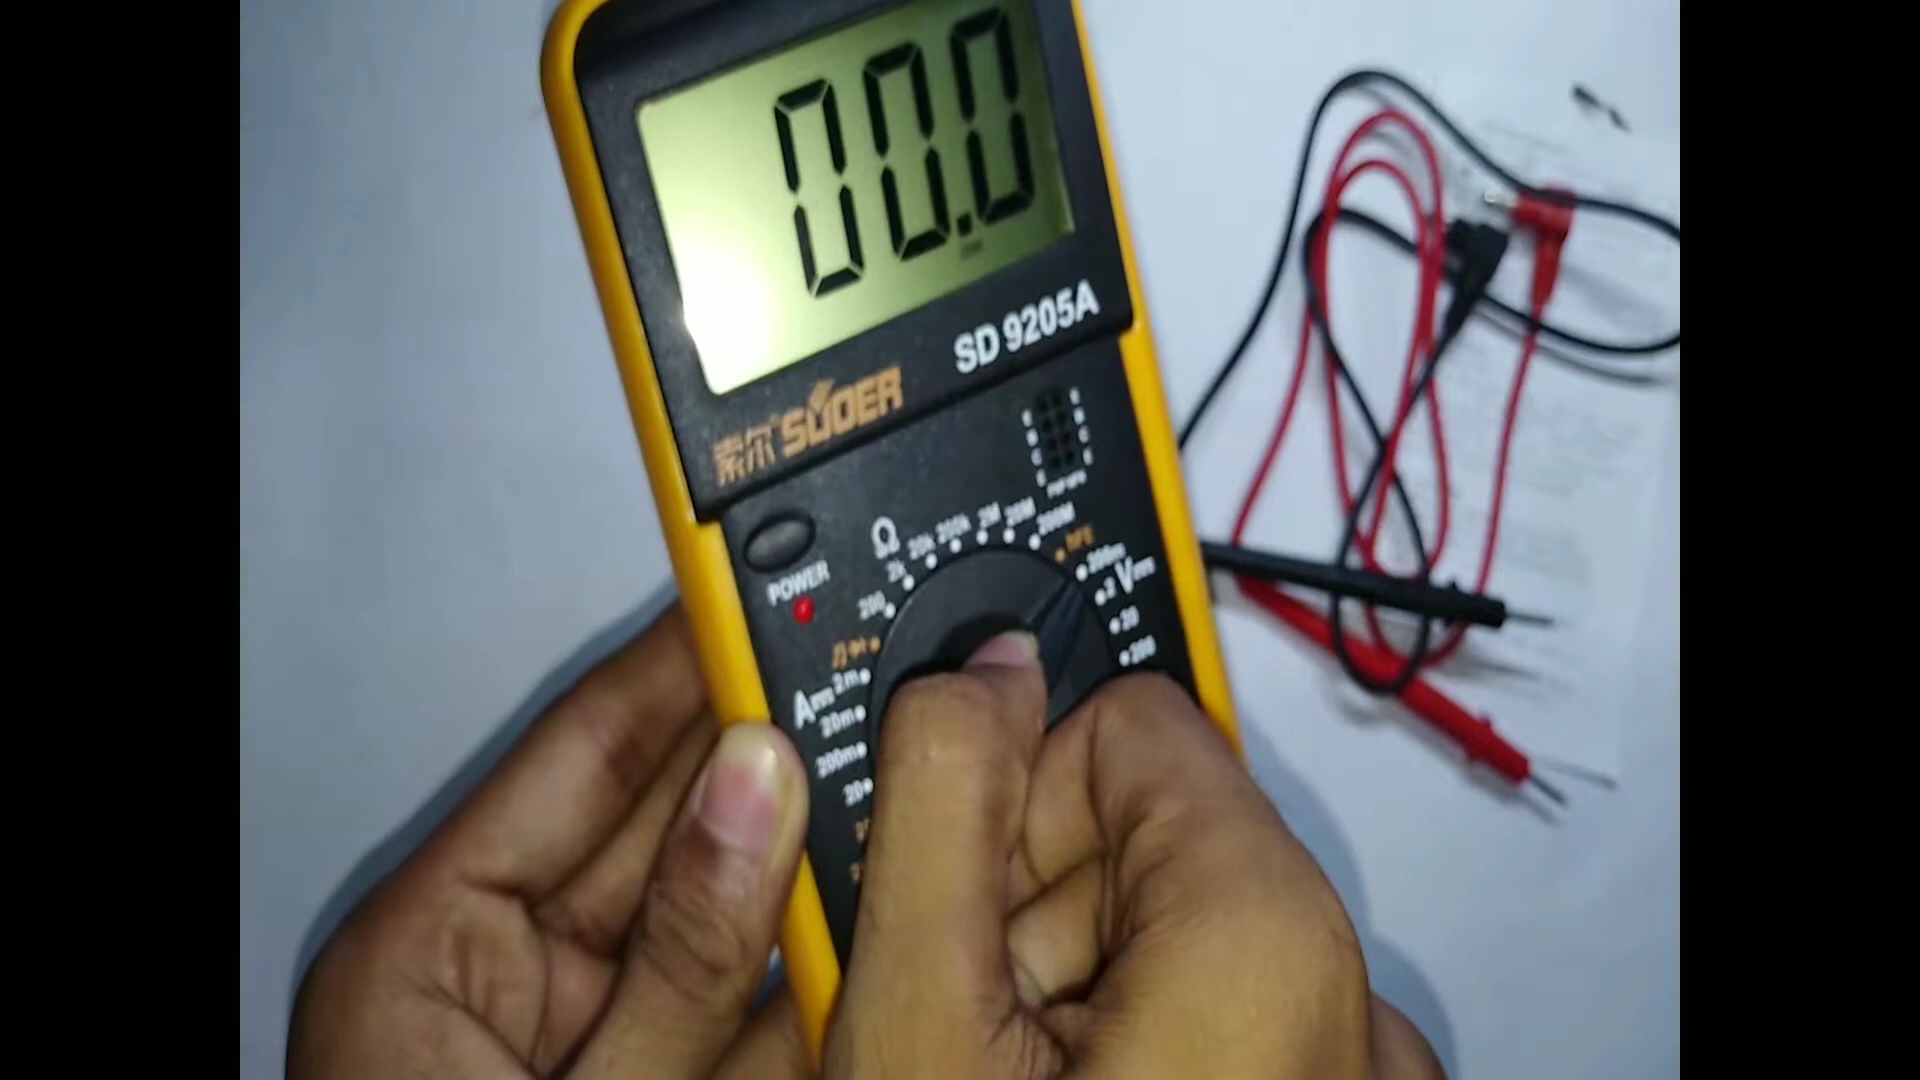 00.0
SD 9205A
索尔 SUOER
POWER
Ω
200
2k
20k
200k
2M
20M
200M
hFE
200m
V
2
20
200
A
2m
20m
200m
20